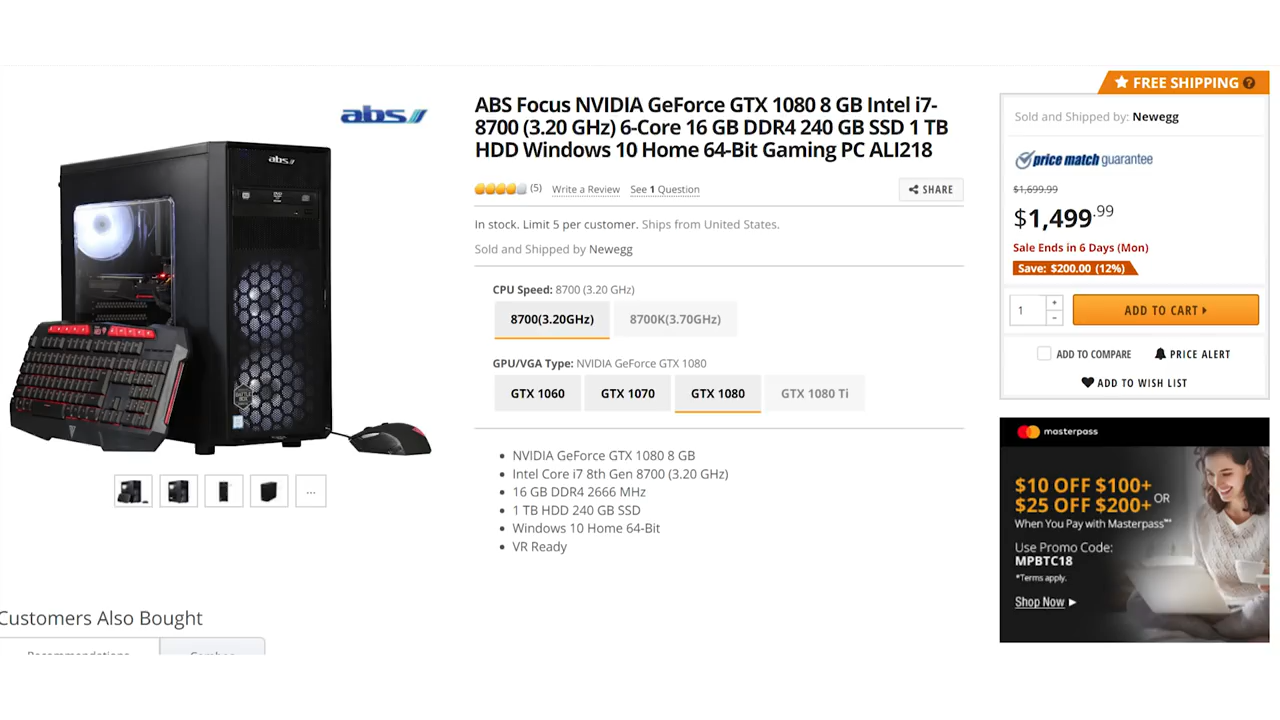 abs
abs
ABS Focus NVIDIA GeForce GTX 1080 8 GB Intel i7-
8700 (3.20 GHz) 6-Core 16 GB DDR4 240 GB SSD 1 TB
HDD Windows 10 Home 64-Bit Gaming PC ALI218
(5) Write a Review See 1 Question
SHARE
In stock. Limit 5 per customer. Ships from United States.
Sold and Shipped by Newegg
CPU Speed: 8700 (3.20 GHz)
8700(3.20GHz) 8700K(3.70GHz)
GPU/VGA Type: NVIDIA GeForce GTX 1080
GTX 1060 GTX 1070 GTX 1080 GTX 1080 Ti
• NVIDIA GeForce GTX 1080 8 GB
• Intel Core i7 8th Gen 8700 (3.20 GHz)
• 16 GB DDR4 2666 MHz
• 1 TB HDD 240 GB SSD
• Windows 10 Home 64-Bit
• VR Ready
...
Customers Also Bought
Recommendations Combos
FREE SHIPPING ?
Sold and Shipped by: Newegg
price match guarantee
$1,699.99
$1,499.99
Sale Ends in 6 Days (Mon)
Save: $200.00 (12%)
1 + −
ADD TO CART
ADD TO COMPARE PRICE ALERT
ADD TO WISH LIST
masterpass
$10 OFF $100+
OR
$25 OFF $200+
When You Pay with Masterpass™
Use Promo Code:
MPBTC18
*Terms apply.
Shop Now